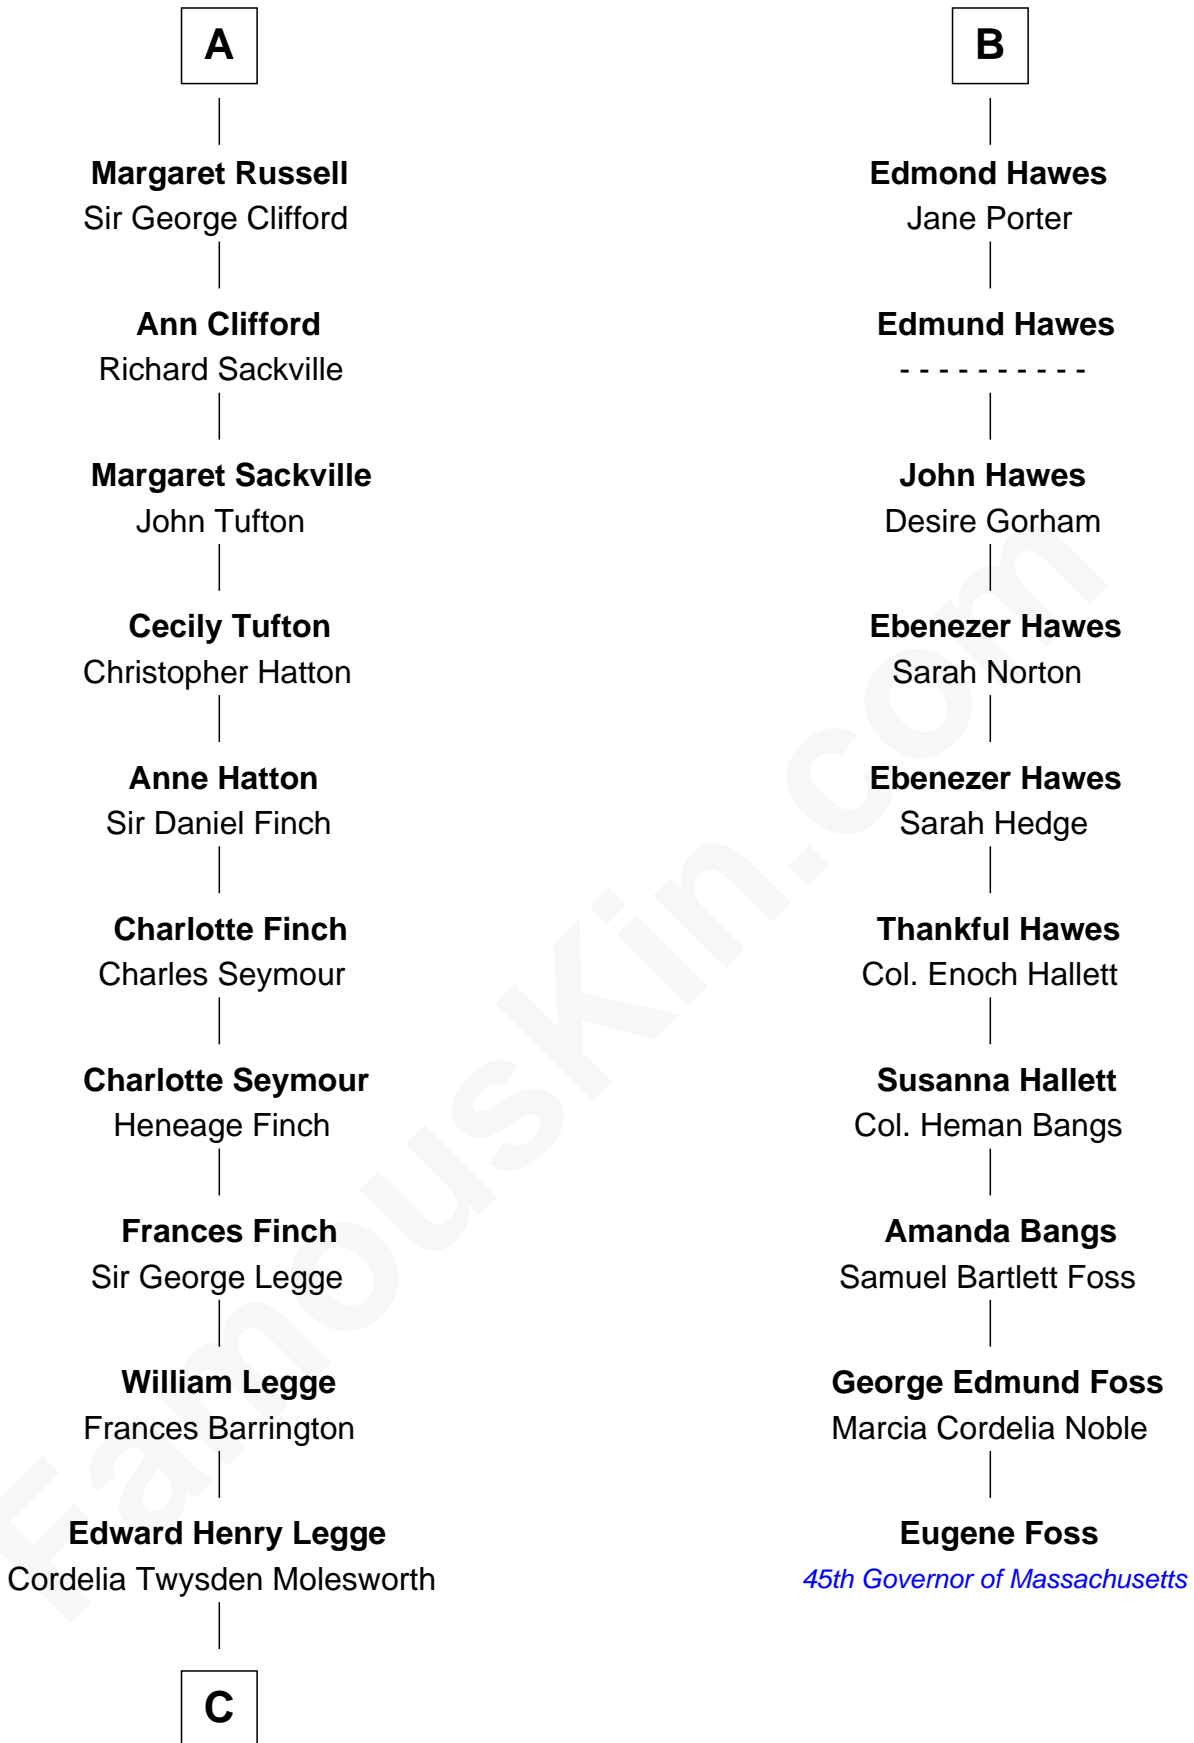 A
Margaret Russell
Sir George Clifford
Ann Clifford
Richard Sackville
Margaret Sackville
John Tufton
Cecily Tufton
Christopher Hatton
Anne Hatton
Sir Daniel Finch
Charlotte Finch
Charles Seymour
Charlotte Seymour
Heneage Finch
Frances Finch
Sir George Legge
William Legge
Frances Barrington
Edward Henry Legge
Cordelia Twysden Molesworth
C
B
Edmond Hawes
Jane Porter
Edmund Hawes
- - - - - - - - - -
John Hawes
Desire Gorham
Ebenezer Hawes
Sarah Norton
Ebenezer Hawes
Sarah Hedge
Thankful Hawes
Col. Enoch Hallett
Susanna Hallett
Col. Heman Bangs
Amanda Bangs
Samuel Bartlett Foss
George Edmund Foss
Marcia Cordelia Noble
Eugene Foss
45th Governor of Massachusetts
FamousKin.com